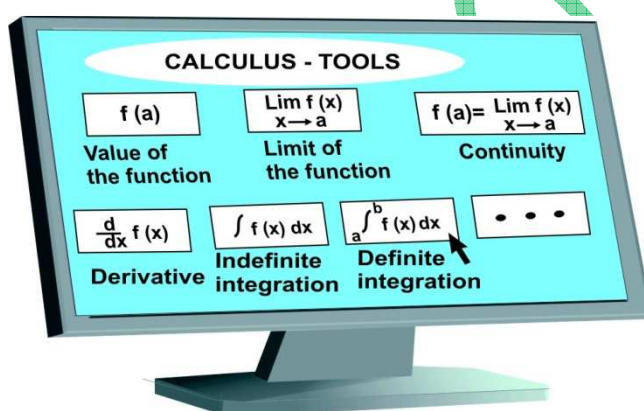 CALCULUS - TOOLS
f (a)
Value of
the function
Lim f (x)
x→a
Limit of
the function
f (a)= Lim f (x)
x→a
Continuity
d/dx f (x)
Derivative
∫ f (x) dx
Indefinite
integration
a∫b f (x) dx
Definite
integration
• • •